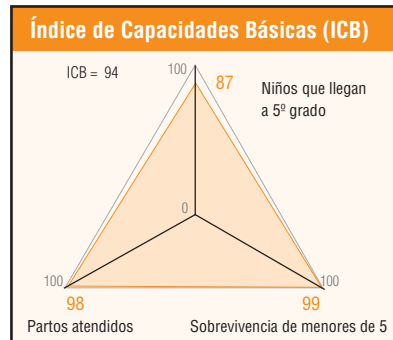 Índice de Capacidades Básicas (ICB)
ICB = 94
100
87
Niños que llegan
a 5º grado
0
100
100
98
99
Partos atendidos
Sobrevivencia de menores de 5